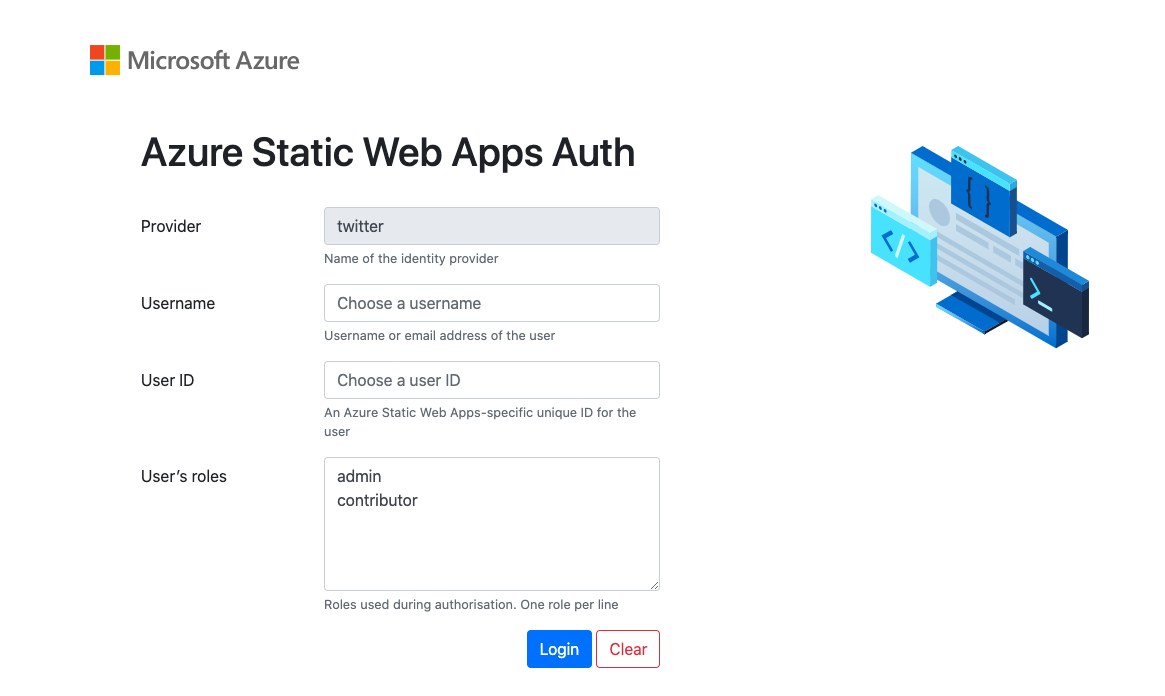 Microsoft Azure
Azure Static Web Apps Auth
Provider
twitter
Name of the identity provider
Username
Choose a username
Username or email address of the user
User ID
Choose a user ID
An Azure Static Web Apps-specific unique ID for the
user
User’s roles
admin
contributor
Roles used during authorisation. One role per line
Login Clear